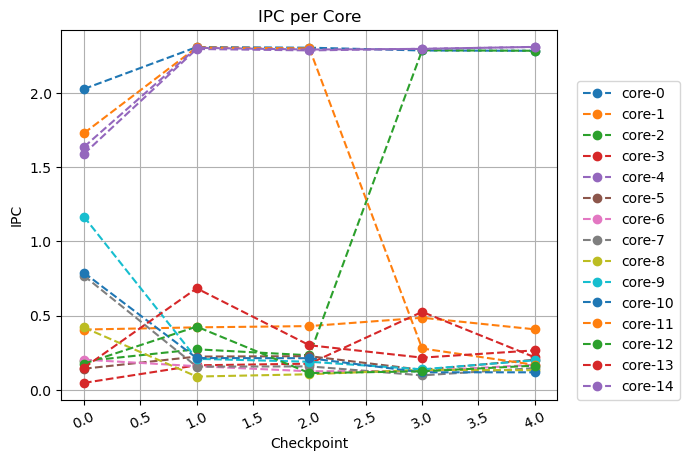 IPC per Core
IPC
2.0
1.5
1.0
0.5
0.0
0.0 0.5 1.0 1.5 2.0 2.5 3.0 3.5 4.0
Checkpoint
core-0
core-1
core-2
core-3
core-4
core-5
core-6
core-7
core-8
core-9
core-10
core-11
core-12
core-13
core-14